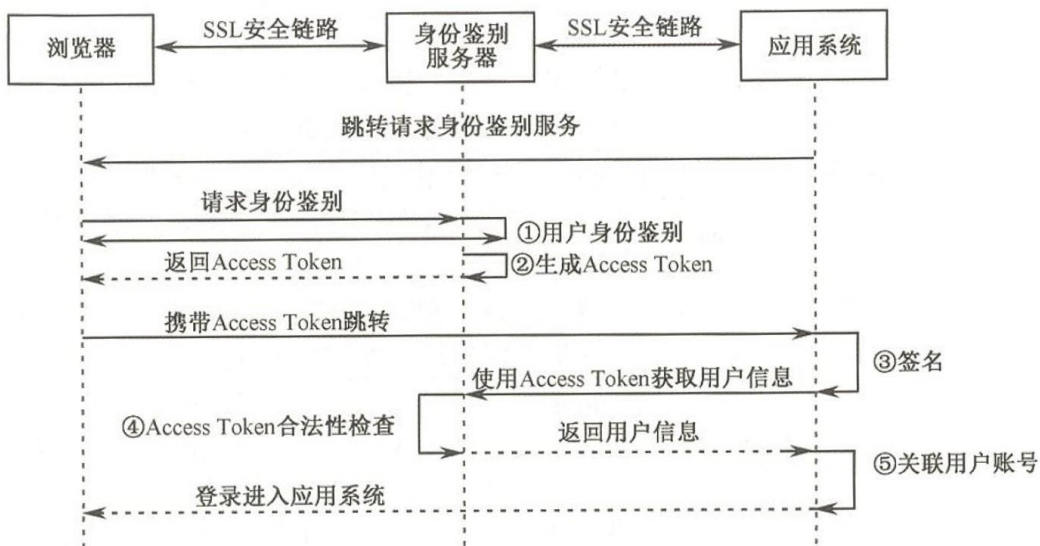 浏览器
SSL安全链路
身份鉴别
服务器
SSL安全链路
应用系统
跳转请求身份鉴别服务
请求身份鉴别
①用户身份鉴别
返回Access Token
②生成Access Token
携带Access Token跳转
③签名
使用Access Token获取用户信息
④Access Token合法性检查
返回用户信息
⑤关联用户账号
登录进入应用系统